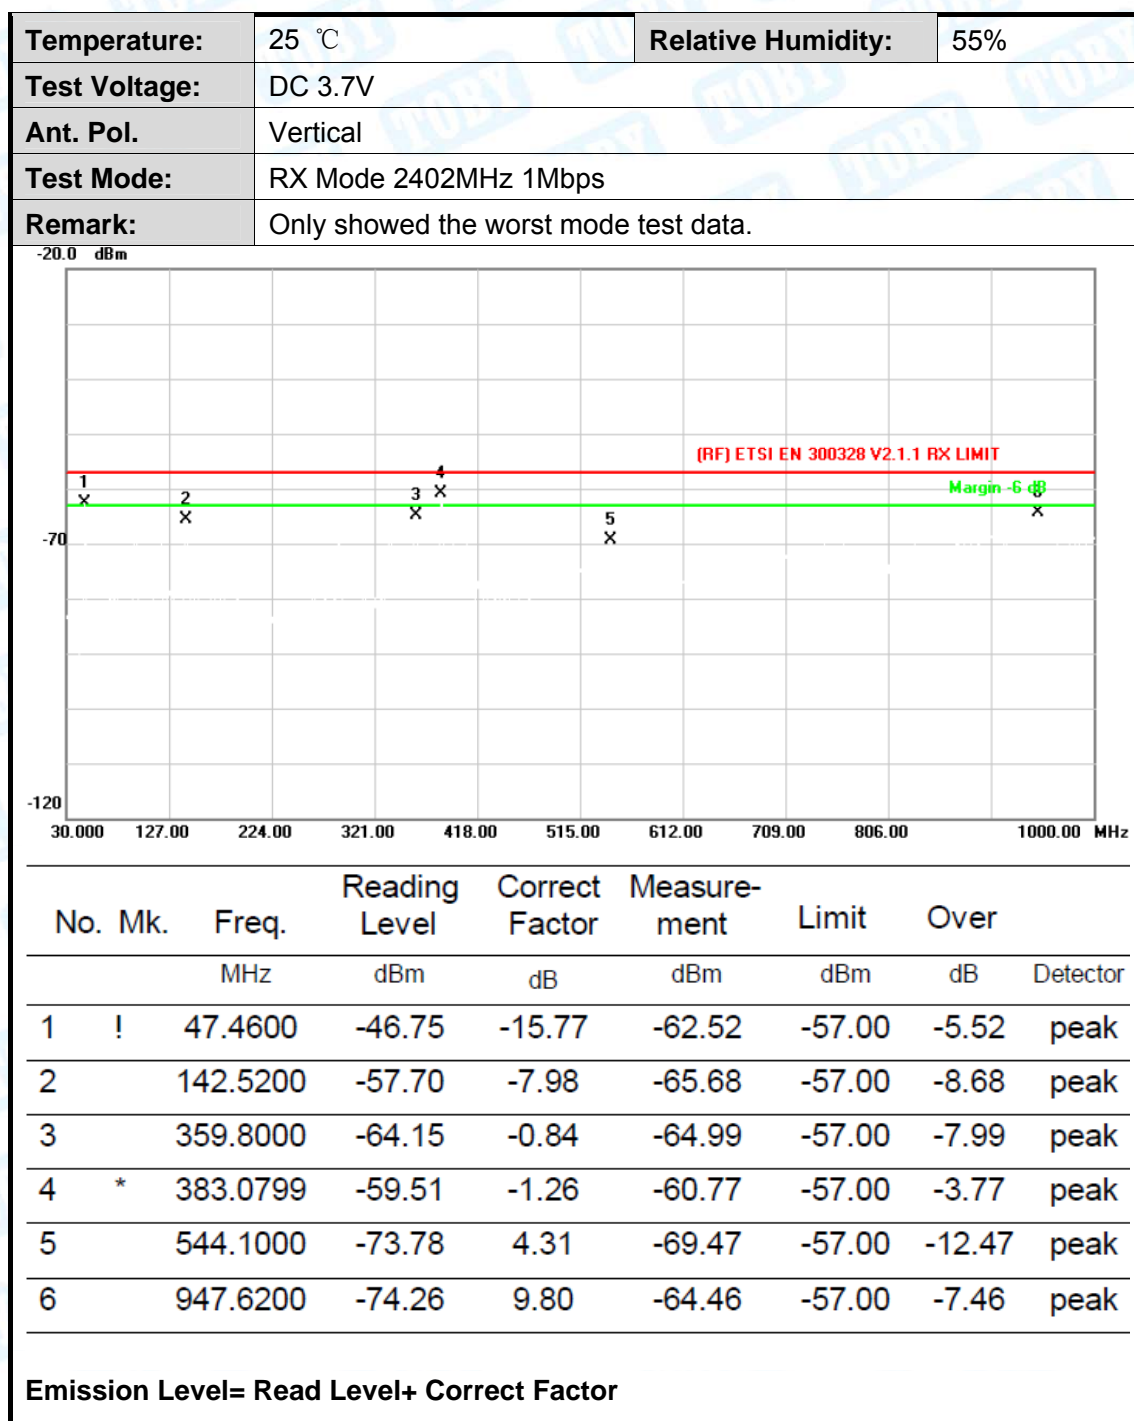 TOBY TOBY TOBY TOBY TOBY TOBY
Temperature: 25 ℃ Relative Humidity: 55%
Test Voltage: DC 3.7V
Ant. Pol. Vertical
Test Mode: RX Mode 2402MHz 1Mbps
Remark: Only showed the worst mode test data.
-20.0 dBm
(RF) ETSI EN 300328 V2.1.1 RX LIMIT
Margin -6 dB
1 2 3 4 5 6
-70
-120
30.000 127.00 224.00 321.00 418.00 515.00 612.00 709.00 806.00 1000.00 MHz
No. Mk. Freq. Reading Level Correct Factor Measure-ment Limit Over
MHz dBm dB dBm dBm dB Detector
1 ! 47.4600 -46.75 -15.77 -62.52 -57.00 -5.52 peak
2 142.5200 -57.70 -7.98 -65.68 -57.00 -8.68 peak
3 359.8000 -64.15 -0.84 -64.99 -57.00 -7.99 peak
4 * 383.0799 -59.51 -1.26 -60.77 -57.00 -3.77 peak
5 544.1000 -73.78 4.31 -69.47 -57.00 -12.47 peak
6 947.6200 -74.26 9.80 -64.46 -57.00 -7.46 peak
Emission Level= Read Level+ Correct Factor